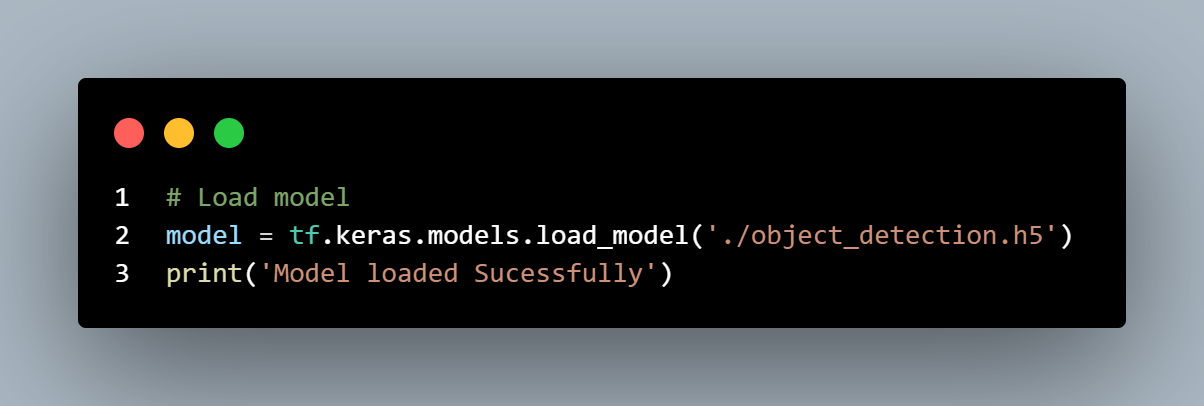 1 # Load model
2 model = tf.keras.models.load_model('./object_detection.h5')
3 print('Model loaded Sucessfully')